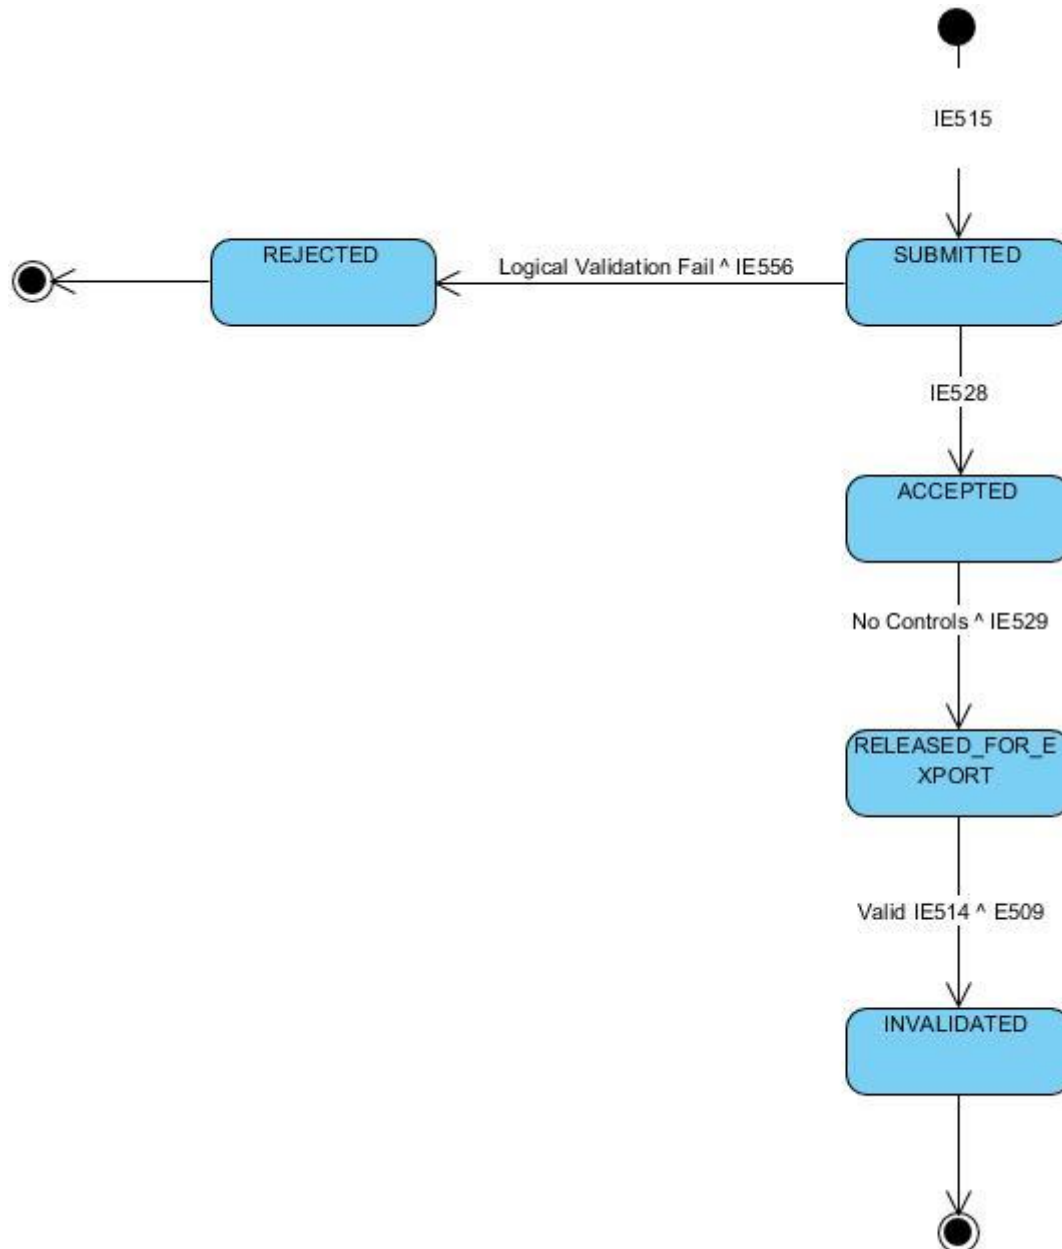 IE515
REJECTED
Logical Validation Fail ^ IE556
SUBMITTED
IE528
ACCEPTED
No Controls ^ IE529
RELEASED_FOR_E
XPORT
Valid IE514 ^ E509
INVALIDATED